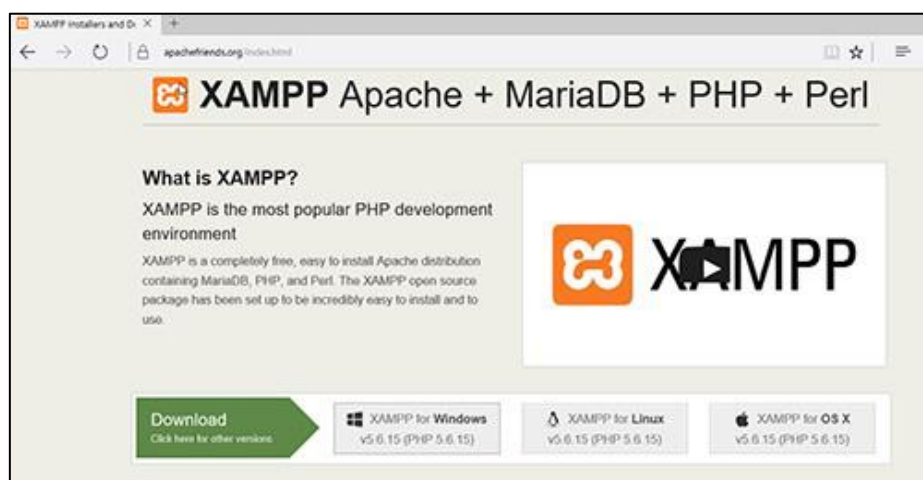 XAMPP Installers and Do
apachefriends.org/index.html
XAMPP Apache + MariaDB + PHP + Perl
What is XAMPP?
XAMPP is the most popular PHP development
environment
XAMPP is a completely free, easy to install Apache distribution
containing MariaDB, PHP, and Perl. The XAMPP open source
package has been set up to be incredibly easy to install and to
use.
XAMPP
Download
Click here for other versions
XAMPP for Windows
v5.6.15 (PHP 5.6.15)
XAMPP for Linux
v5.6.15 (PHP 5.6.15)
XAMPP for OS X
v5.6.15 (PHP 5.6.15)